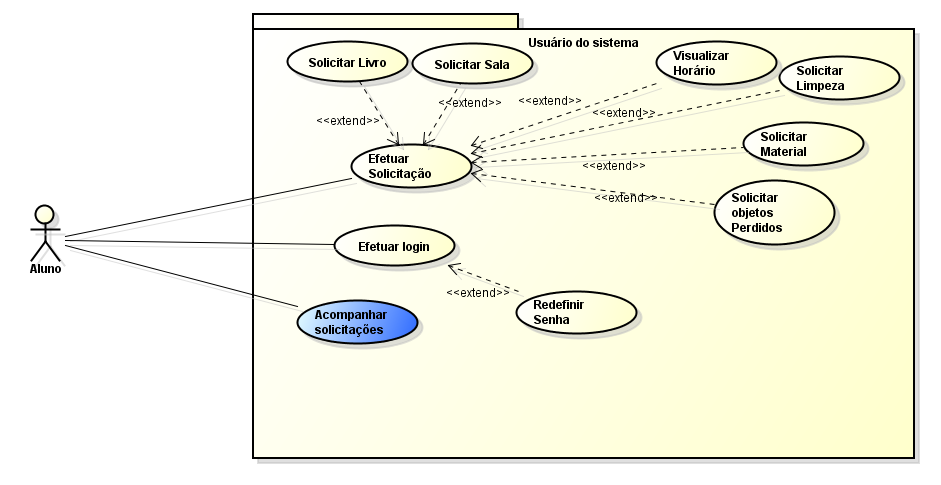 Usuário do sistema
Solicitar Livro
Solicitar Sala
Visualizar
Horário
Solicitar
Limpeza
<<extend>>
<<extend>>
<<extend>>
<<extend>>
Efetuar
Solicitação
Solicitar
Material
<<extend>>
<<extend>>
Solicitar
objetos
Perdidos
Aluno
Efetuar login
<<extend>>
Redefinir
Senha
Acompanhar
solicitações